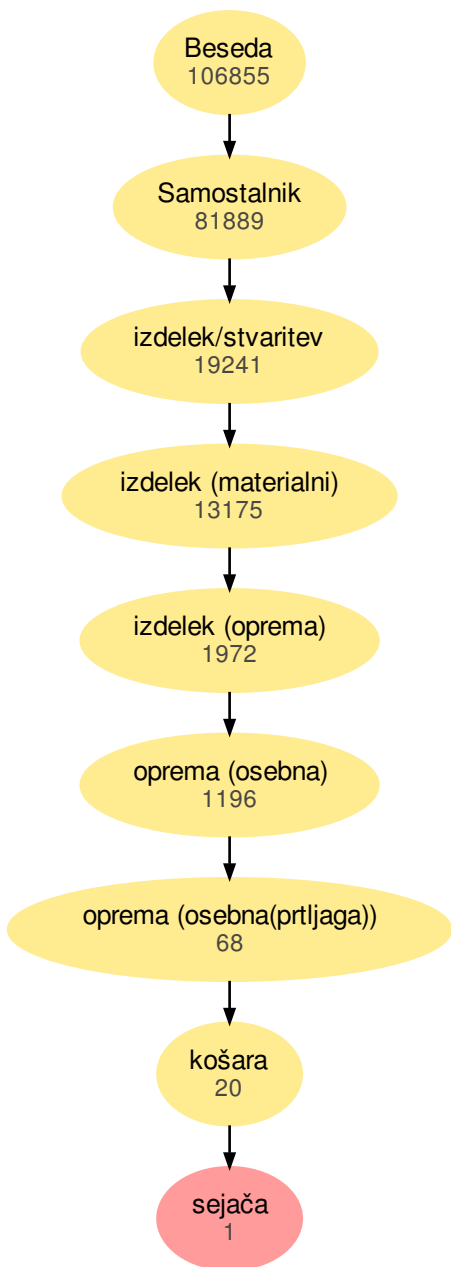 Beseda
106855
Samostalnik
81889
izdelek/stvaritev
19241
izdelek (materialni)
13175
izdelek (oprema)
1972
oprema (osebna)
1196
oprema (osebna(prtljaga))
68
košara
20
sejača
1